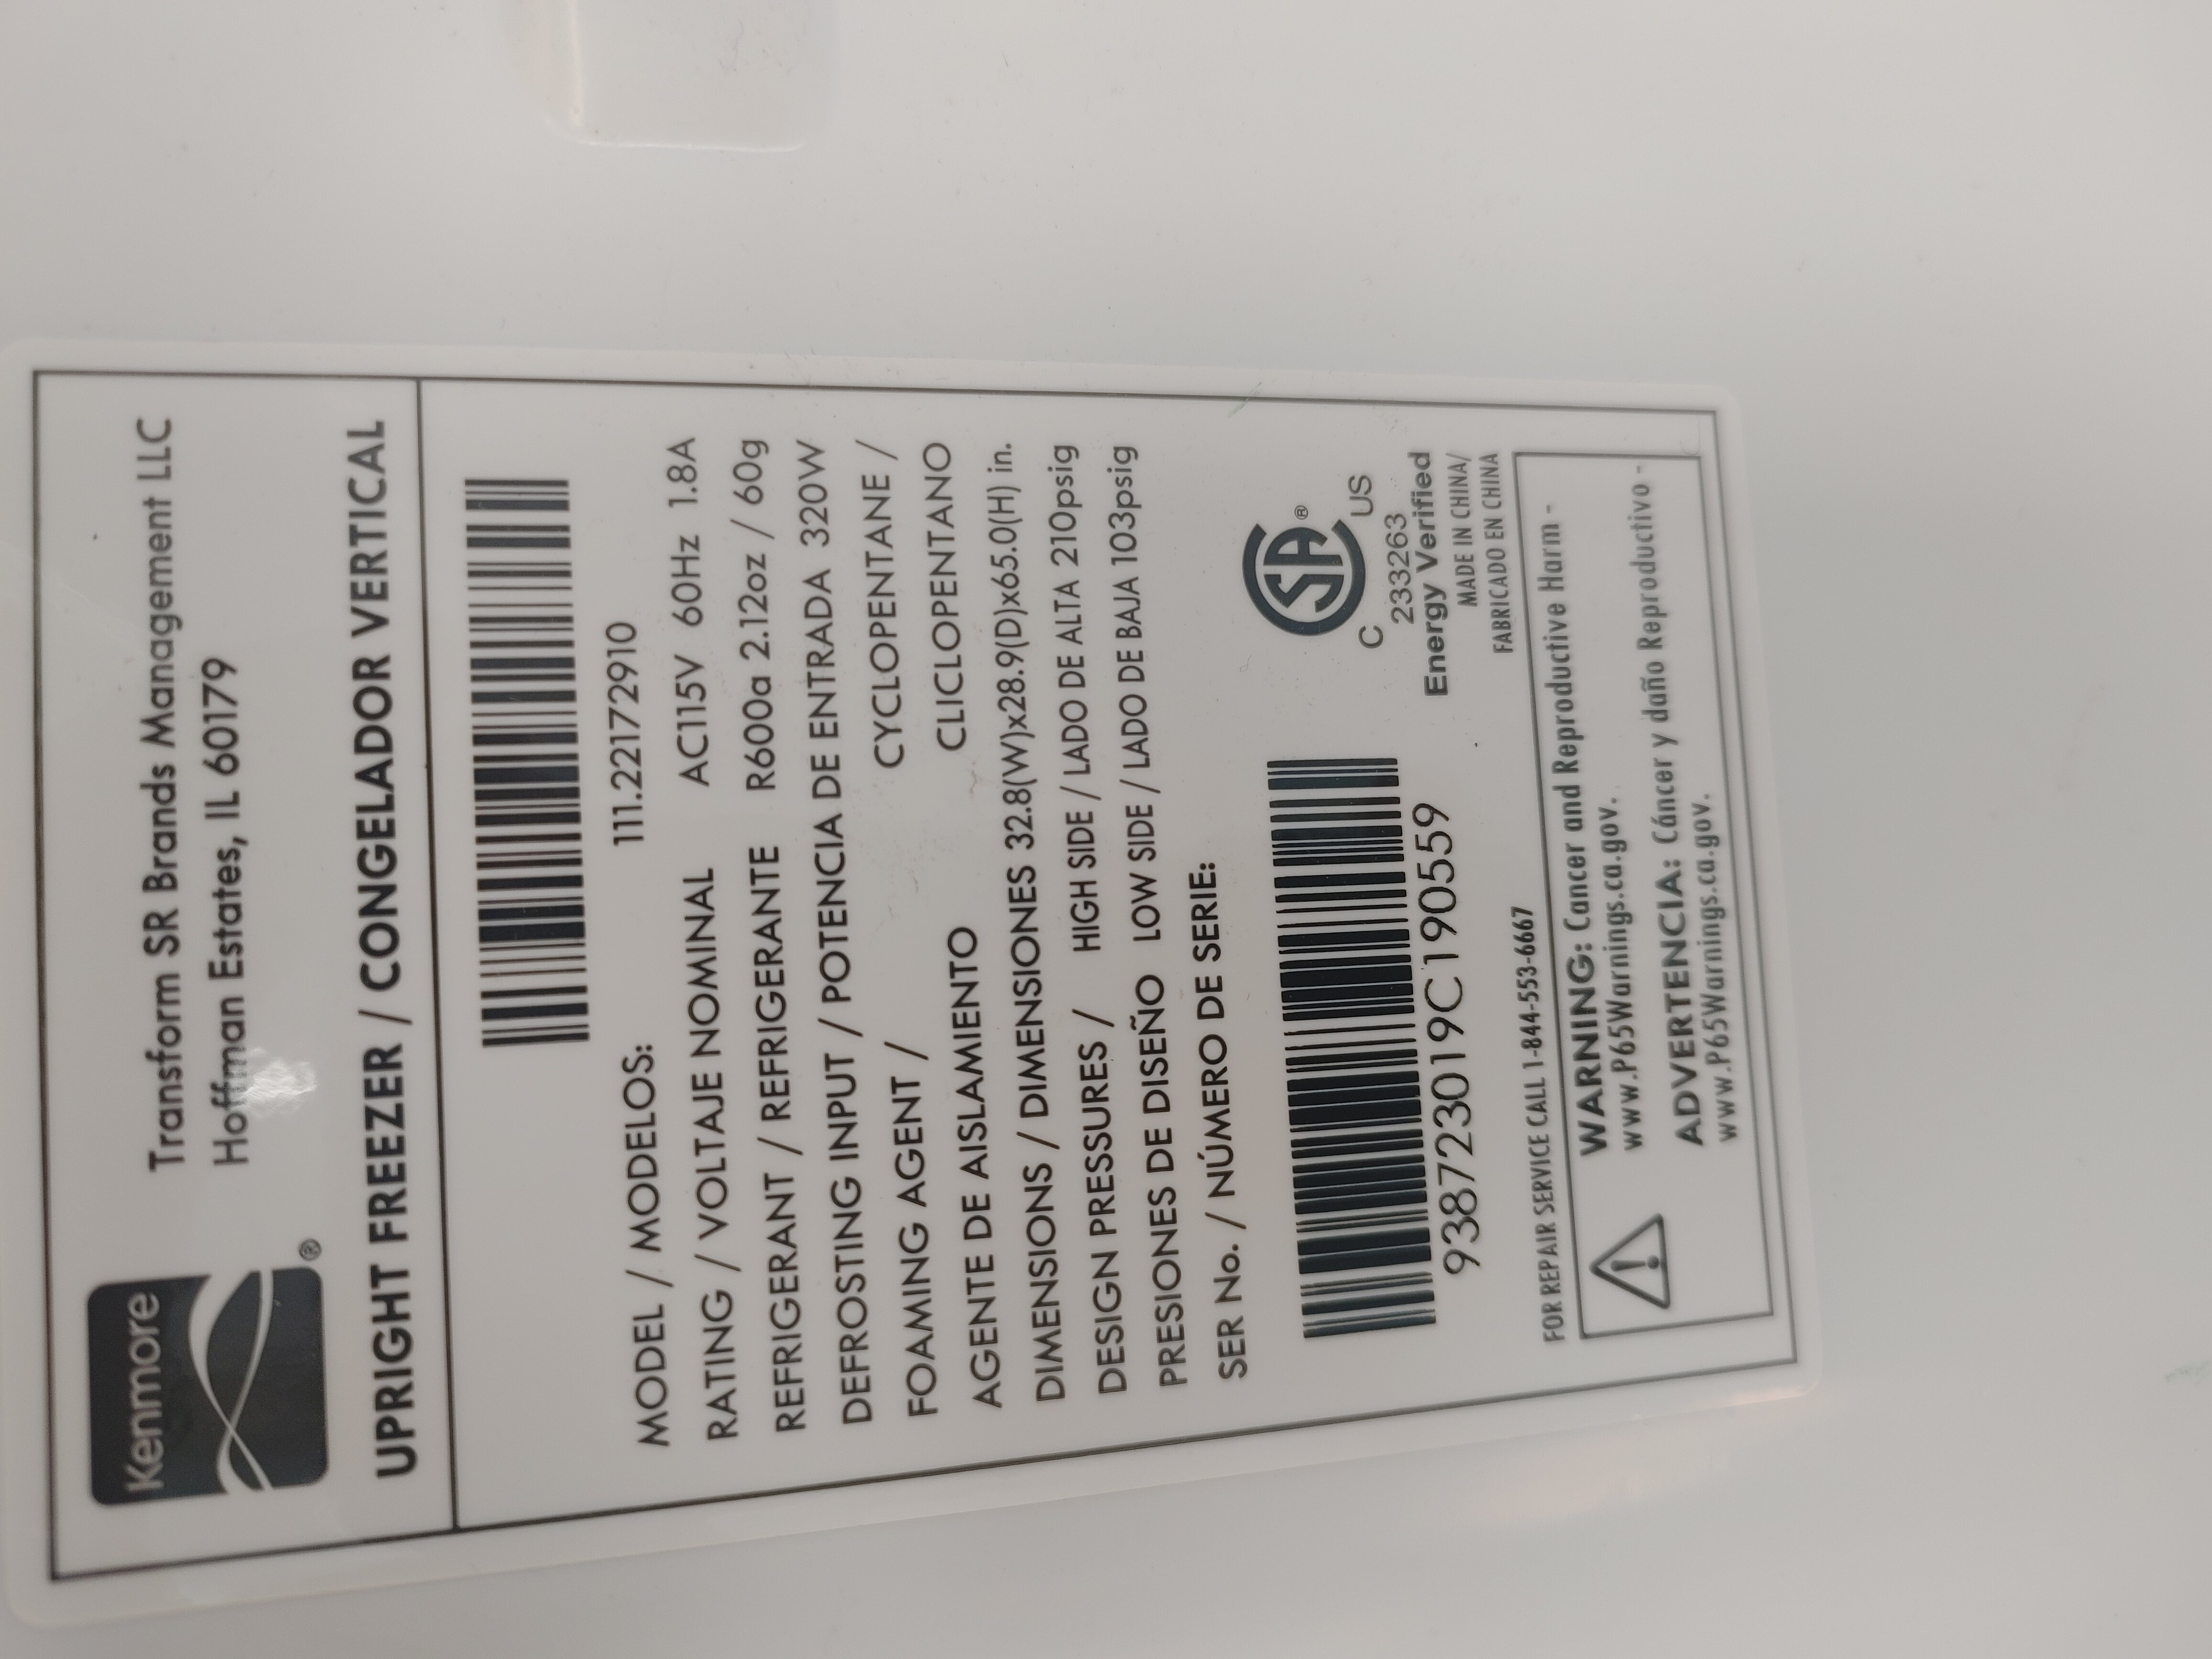 Kenmore®
Transform SR Brands Management LLC
Hoffman Estates, IL 60179
UPRIGHT FREEZER / CONGELADOR VERTICAL
MODEL / MODELOS: 111.22172910
RATING / VOLTAJE NOMINAL AC115V 60Hz 1.8A
REFRIGERANT / REFRIGERANTE R600a 2.12oz / 60g
DEFROSTING INPUT / POTENCIA DE ENTRADA 320W
FOAMING AGENT / CYCLOPENTANE /
AGENTE DE AISLAMIENTO CLICLOPENTANO
DIMENSIONS / DIMENSIONES 32.8(W)x28.9(D)x65.0(H) in.
DESIGN PRESSURES / HIGH SIDE / LADO DE ALTA 210psig
PRESIONES DE DISEÑO LOW SIDE / LADO DE BAJA 103psig
SER No. / NÚMERO DE SERIE:
9387723019C190559
SA®
C US
233263
Energy Verified
MADE IN CHINA/
FABRICADO EN CHINA
FOR REPAIR SERVICE CALL 1-844-553-6667
WARNING: Cancer and Reproductive Harm -
www.P65Warnings.ca.gov.
ADVERTENCIA: Cáncer y daño Reproductivo -
www.P65Warnings.ca.gov.